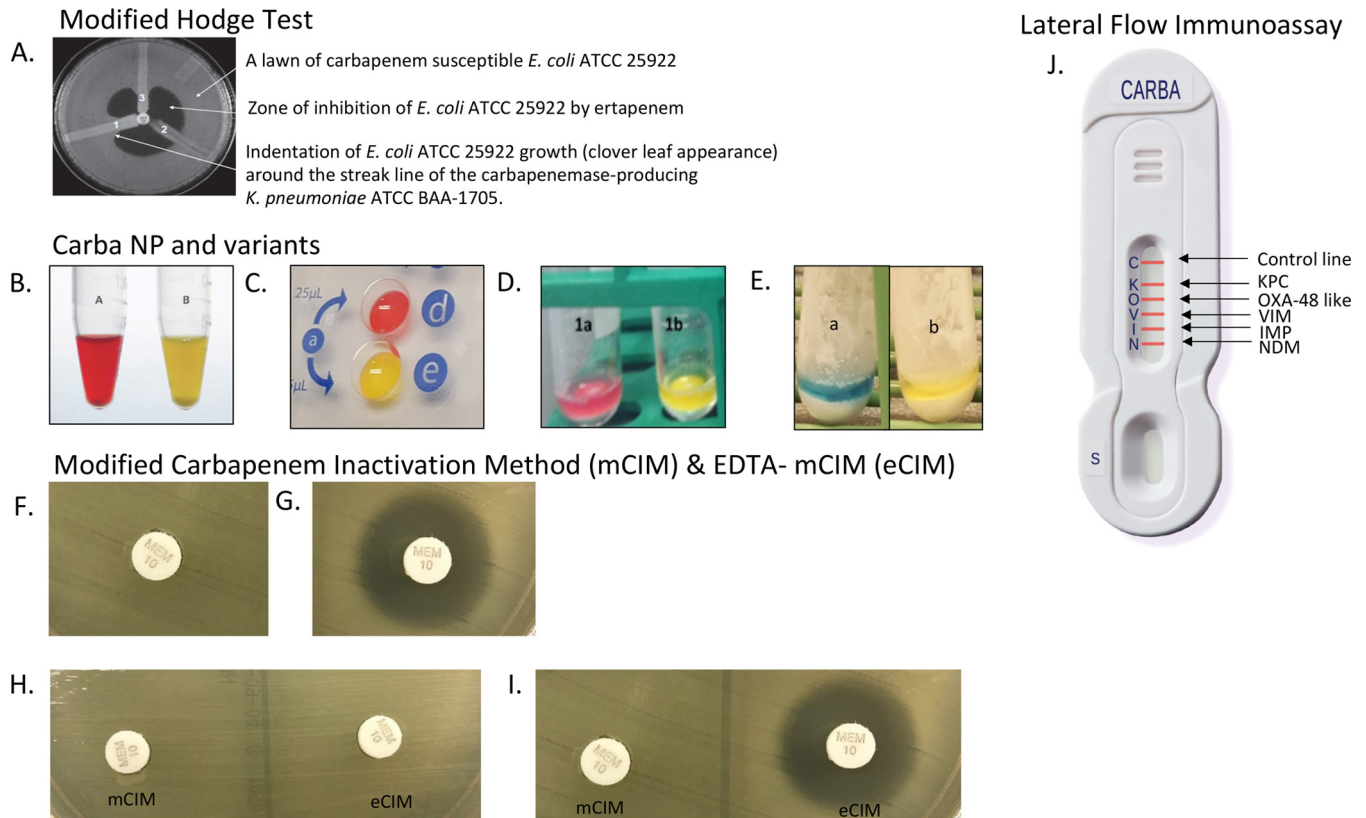 Modified Hodge Test
A.
3
1
2
A lawn of carbapenem susceptible E. coli ATCC 25922
Zone of inhibition of E. coli ATCC 25922 by ertapenem
Indentation of E. coli ATCC 25922 growth (clover leaf appearance)
around the streak line of the carbapenemase-producing
K. pneumoniae ATCC BAA-1705.
Carba NP and variants
B.
A
B
C.
25µL
a
d
e
D.
1a
1b
E.
a
b
Modified Carbapenem Inactivation Method (mCIM) & EDTA- mCIM (eCIM)
F.
MEM
10
G.
MEM
10
H.
MEM
10
mCIM
MEM
10
eCIM
I.
MEM
10
mCIM
MEM
10
eCIM
Lateral Flow Immunoassay
J.
CARBA
C
K
O
V
I
N
S
Control line
KPC
OXA-48 like
VIM
IMP
NDM